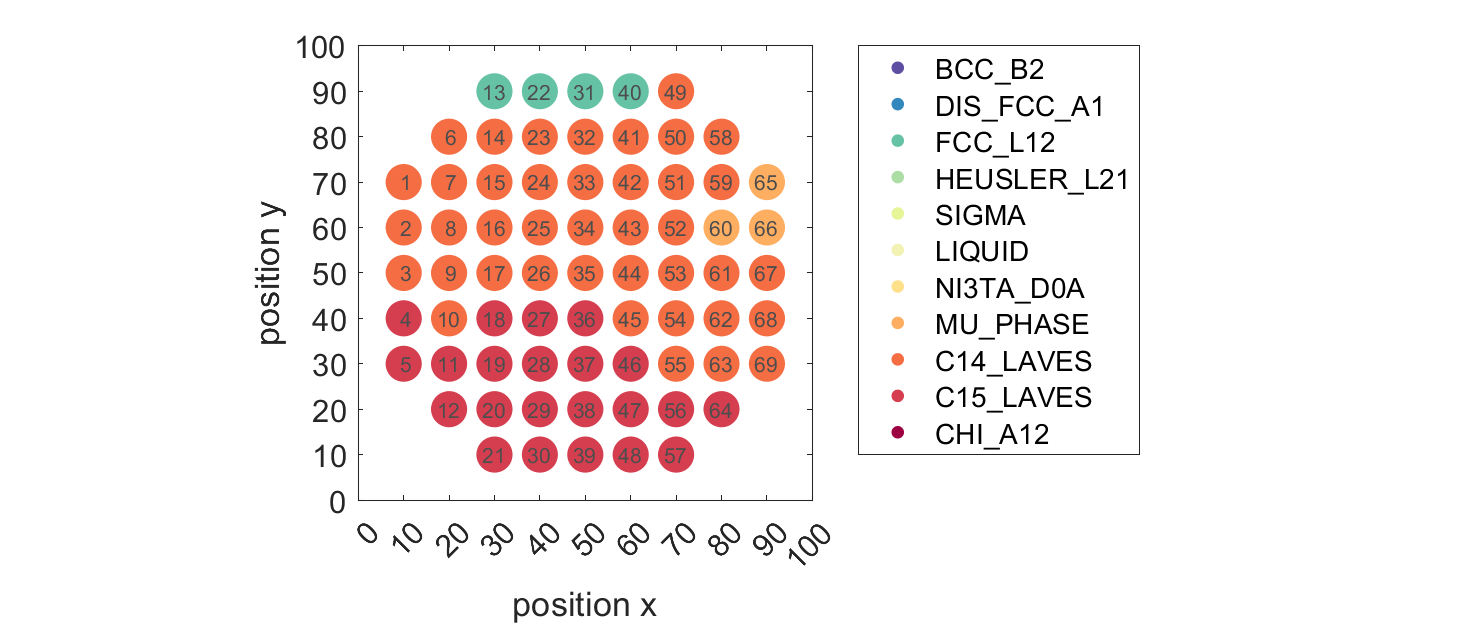 100
90 13 22 31 40 49
80 6 14 23 32 41 50 58
70 1 7 15 24 33 42 51 59 65
60 2 8 16 25 34 43 52 60 66
50 3 9 17 26 35 44 53 61 67
40 4 10 18 27 36 45 54 62 68
30 5 11 19 28 37 46 55 63 69
20 12 20 29 38 47 56 64
10 21 30 39 48 57
0
position y
0 10 20 30 40 50 60 70 80 90 100
position x
BCC_B2
DIS_FCC_A1
FCC_L12
HEUSLER_L21
SIGMA
LIQUID
NI3TA_D0A
MU_PHASE
C14_LAVES
C15_LAVES
CHI_A12